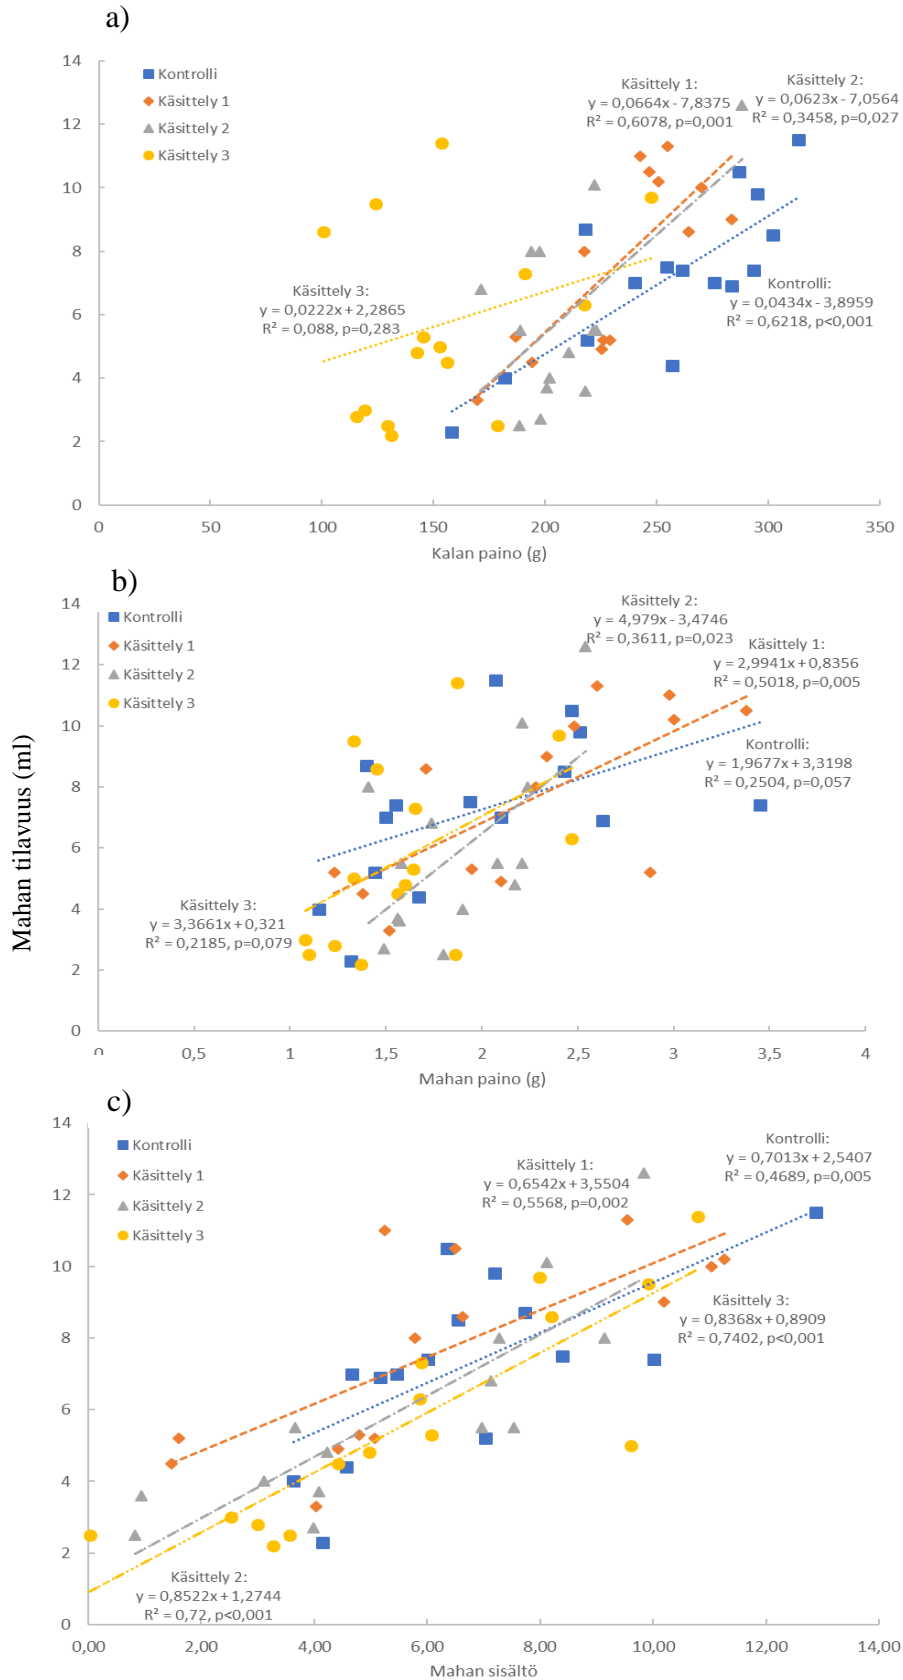 a)
14
12
10
8
6
4
2
0
Kontrolli
Käsittely 1
Käsittely 2
Käsittely 3
Käsittely 1:
y = 0,0664x - 7,8375
R² = 0,6078, p=0,001
Käsittely 2:
y = 0,0623x - 7,0564
R² = 0,3458, p=0,027
Käsittely 3:
y = 0,0222x + 2,2865
R² = 0,088, p=0,283
Kontrolli:
y = 0,0434x - 3,8959
R² = 0,6218, p<0,001
0 50 100 150 200 250 300 350
Kalan paino (g)
b)
14
12
10
8
6
4
2
0
Kontrolli
Käsittely 1
Käsittely 2
Käsittely 3
Käsittely 2:
y = 4,979x - 3,4746
R² = 0,3611, p=0,023
Käsittely 1:
y = 2,9941x + 0,8356
R² = 0,5018, p=0,005
Kontrolli:
y = 1,9677x + 3,3198
R² = 0,2504, p=0,057
Käsittely 3:
y = 3,3661x + 0,321
R² = 0,2185, p=0,079
Mahan tilavuus (ml)
0 0,5 1 1,5 2 2,5 3 3,5 4
Mahan paino (g)
c)
14
12
10
8
6
4
2
0
Kontrolli
Käsittely 1
Käsittely 2
Käsittely 3
Käsittely 1:
y = 0,6542x + 3,5504
R² = 0,5568, p=0,002
Kontrolli:
y = 0,7013x + 2,5407
R² = 0,4689, p=0,005
Käsittely 3:
y = 0,8368x + 0,8909
R² = 0,7402, p<0,001
Käsittely 2:
y = 0,8522x + 1,2744
R² = 0,72, p<0,001
0,00 2,00 4,00 6,00 8,00 10,00 12,00 14,00
Mahan sisältö